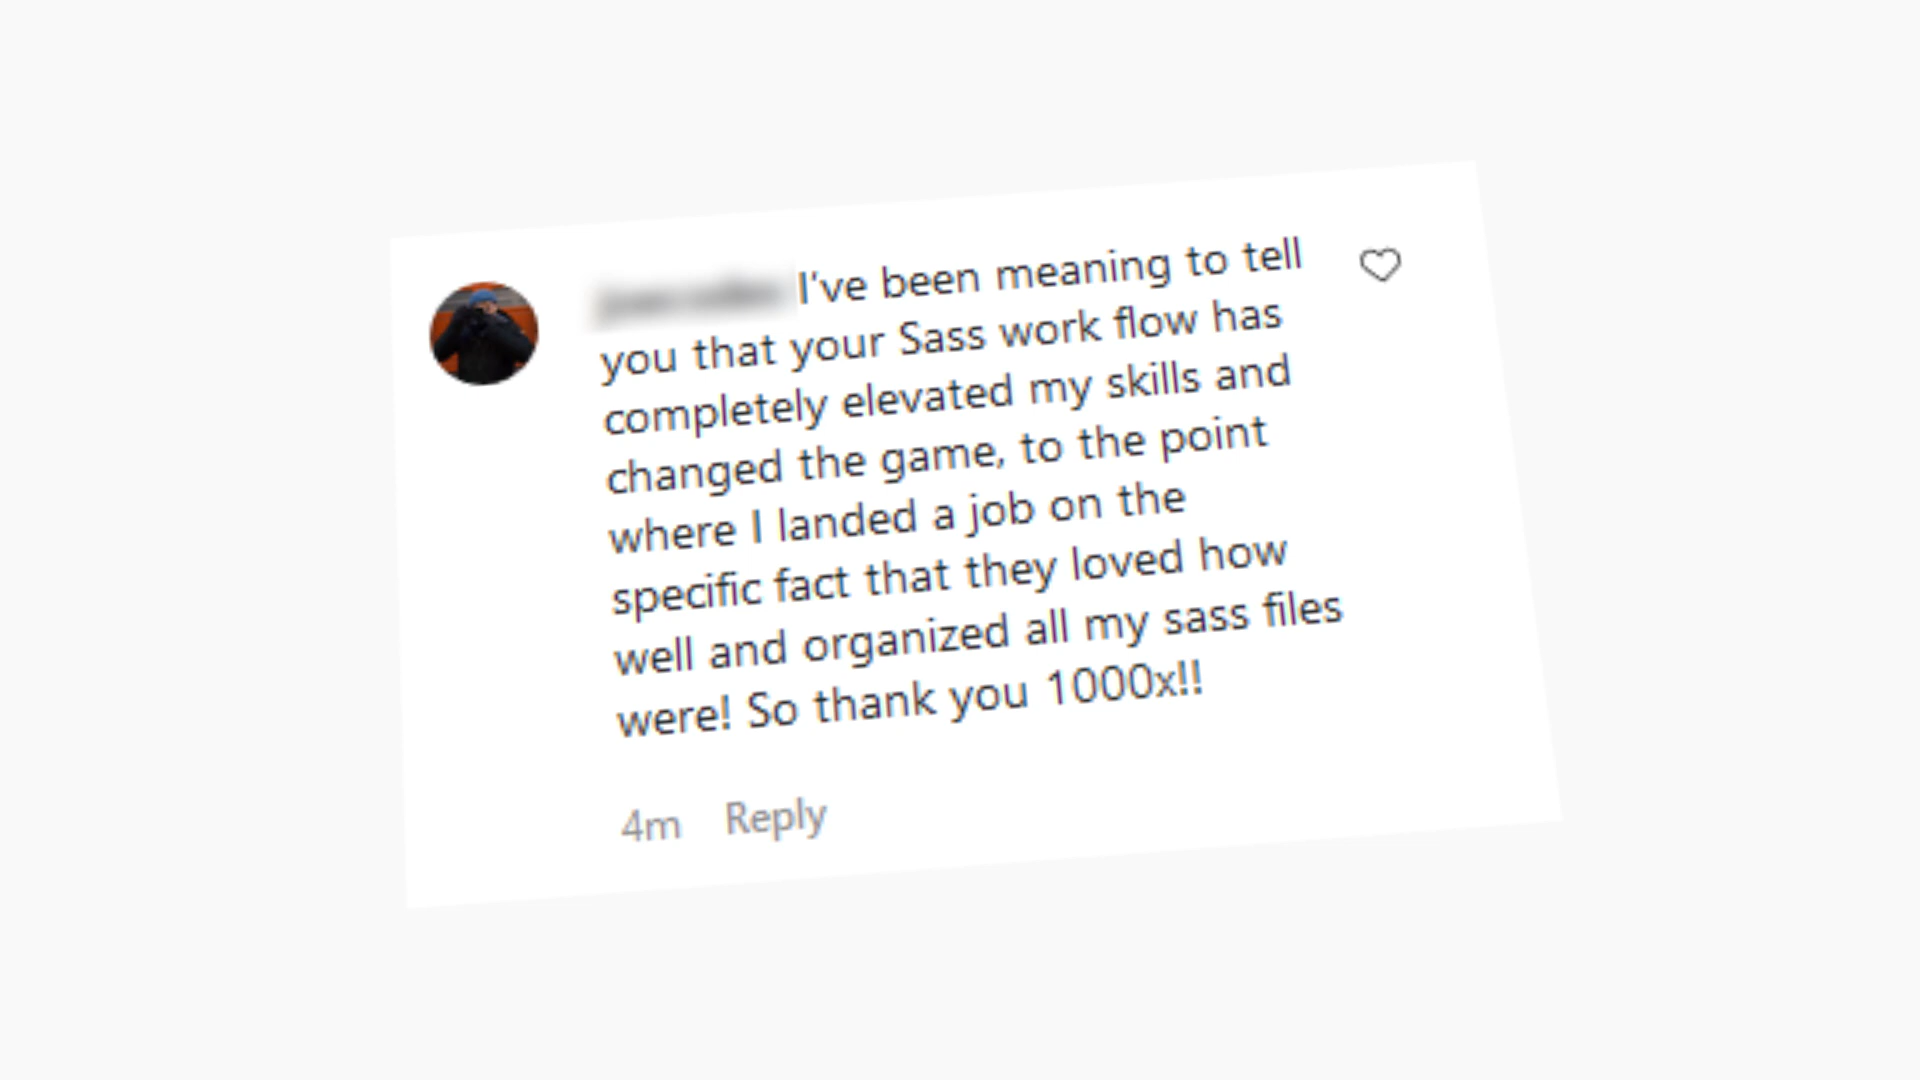 I've been meaning to tell
you that your Sass work flow has
completely elevated my skills and
changed the game, to the point
where I landed a job on the
specific fact that they loved how
well and organized all my sass files
were! So thank you 1000x!!
4m Reply